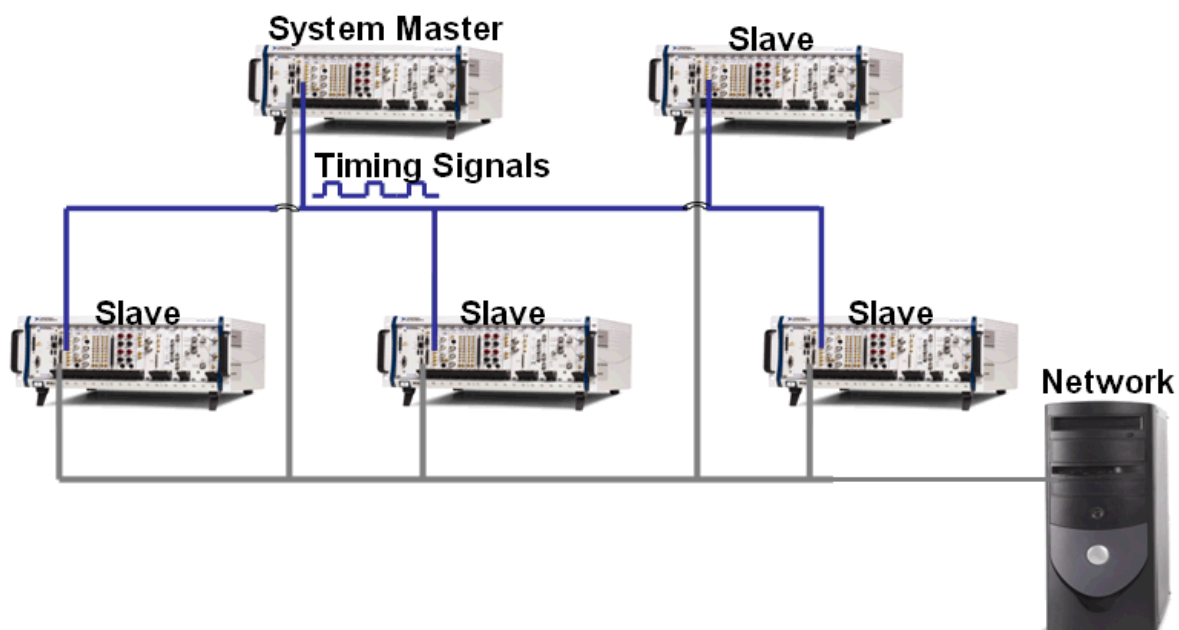 System Master
Slave
Timing Signals
Slave
Slave
Slave
Network